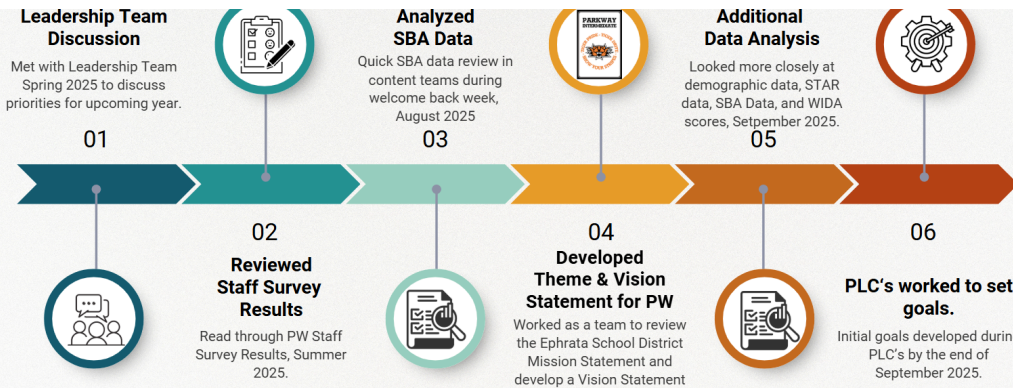 Leadership Team
Discussion
Met with Leadership Team
Spring 2025 to discuss
priorities for upcoming year.
01
02
Reviewed
Staff Survey
Results
Read through PW Staff
Survey Results, Summer
2025.
Analyzed
SBA Data
Quick SBA data review in
content teams during
welcome back week,
August 2025
03
PARKWAY
INTERMEDIATE
04
Developed
Theme & Vision
Statement for PW
Worked as a team to review
the Ephrata School District
Mission Statement and
develop a Vision Statement
Additional
Data Analysis
Looked more closely at
demographic data, STAR
data, SBA Data, and WIDA
scores, Setpember 2025.
05
06
PLC's worked to set
goals.
Initial goals developed durin
PLC's by the end of
September 2025.